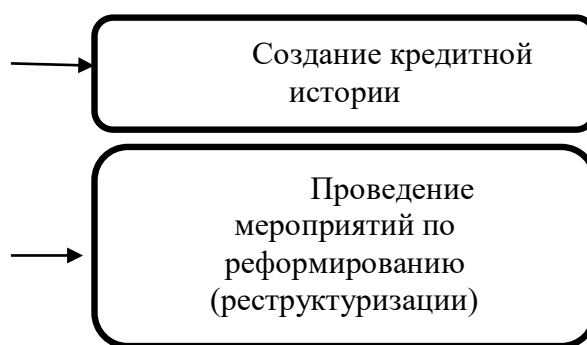 Создание кредитной
истории
Проведение
мероприятий по
реформированию
(реструктуризации)